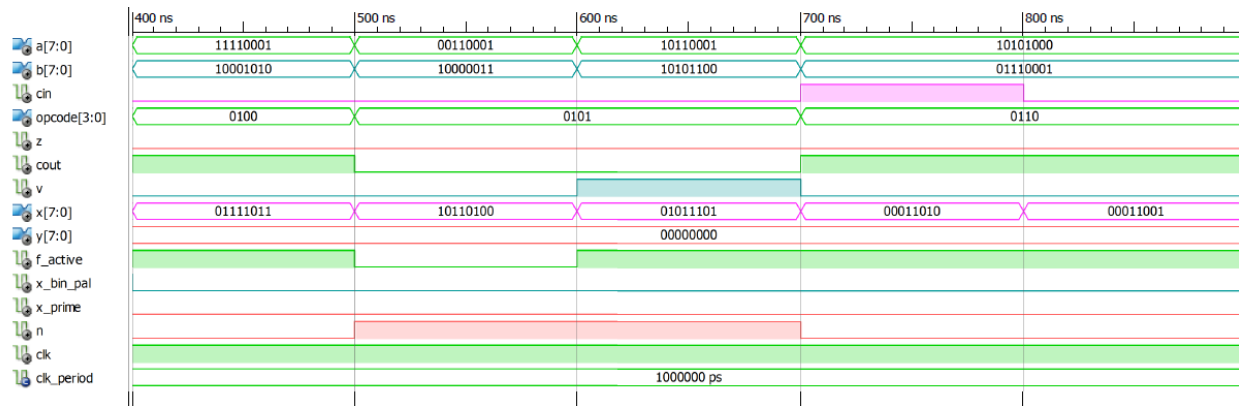 400 ns 500 ns 600 ns 700 ns 800 ns
a[7:0] 11110001 00110001 10110001 10101000
b[7:0] 10001010 10000011 10101100 01110001
cin
opcode[3:0] 0100 0101 0110
z
cout
v
x[7:0] 01111011 10110100 01011101 00011010 00011001
y[7:0] 00000000
f_active
x_bin_pal
x_prime
n
clk
clk_period 1000000 ps